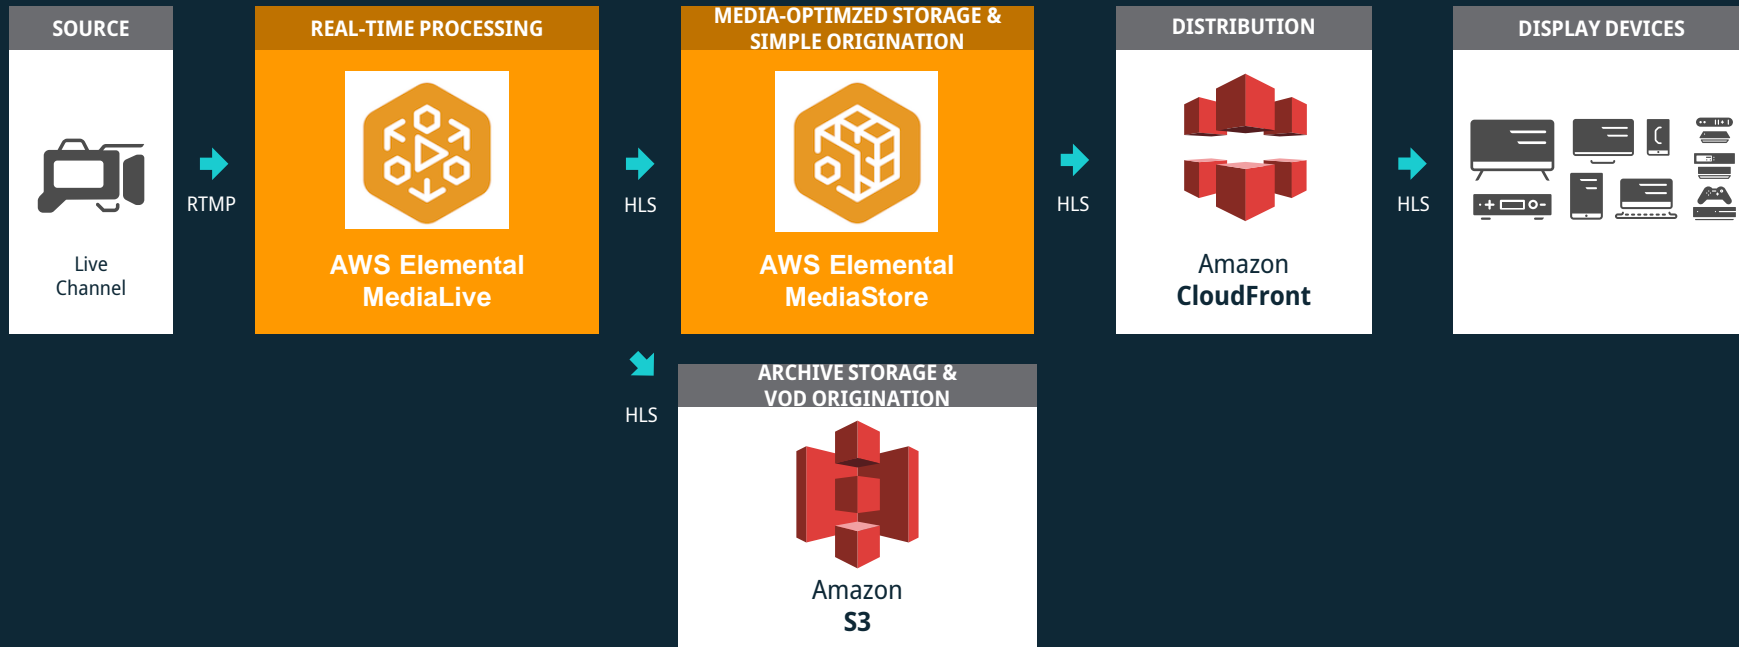 SOURCE
Live
Channel
RTMP
REAL-TIME PROCESSING
AWS Elemental
MediaLive
HLS
MEDIA-OPTIMZED STORAGE &
SIMPLE ORIGINATION
AWS Elemental
MediaStore
HLS
DISTRIBUTION
Amazon
CloudFront
HLS
DISPLAY DEVICES
HLS
ARCHIVE STORAGE &
VOD ORIGINATION
Amazon
S3